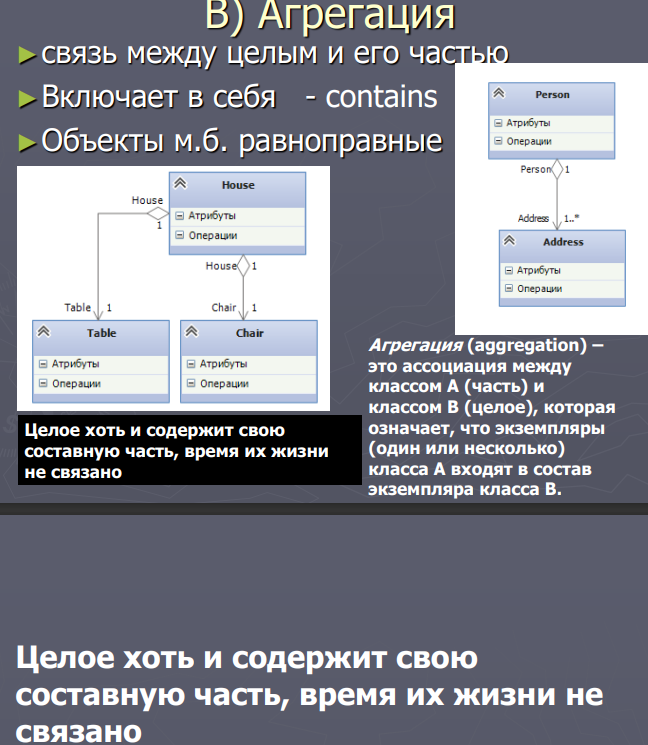 В) Агрегация
связь между целым и его частью
Включает в себя - contains
Объекты м.б. равноправные
Person
Атрибуты
Операции
Person 1
Address 1..*
Address
Атрибуты
Операции
House
Атрибуты
Операции
House
1
House 1
Table 1
Chair 1
Table
Атрибуты
Операции
Chair
Атрибуты
Операции
Целое хоть и содержит свою
составную часть, время их жизни
не связано
Агрегация (aggregation) –
это ассоциация между
классом A (часть) и
классом B (целое), которая
означает, что экземпляры
(один или несколько)
класса A входят в состав
экземпляра класса B.
Целое хоть и содержит свою
составную часть, время их жизни не
связано